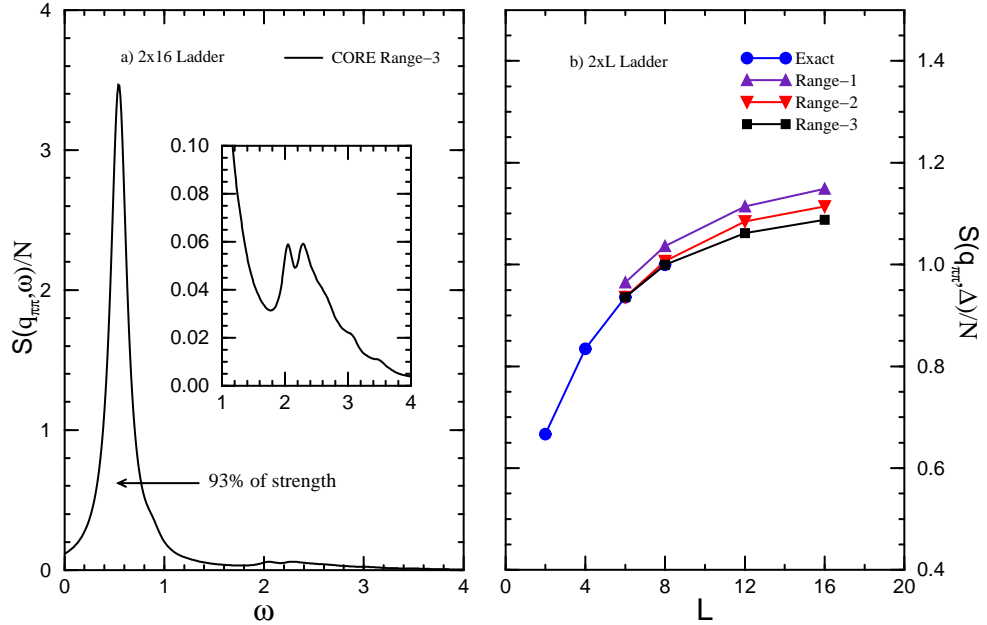 a) 2x16 Ladder
CORE Range−3
S(qππ,ω)/N
4
3
2
1
0
0.10
0.08
0.06
0.04
0.02
0.00
1 2 3 4
93% of strength
0 1 2 3 4
ω
b) 2xL Ladder
Exact
Range−1
Range−2
Range−3
1.4
1.2
1.0
0.8
0.6
0.4
S(qππ,Δ)/N
0 4 8 12 16 20
L